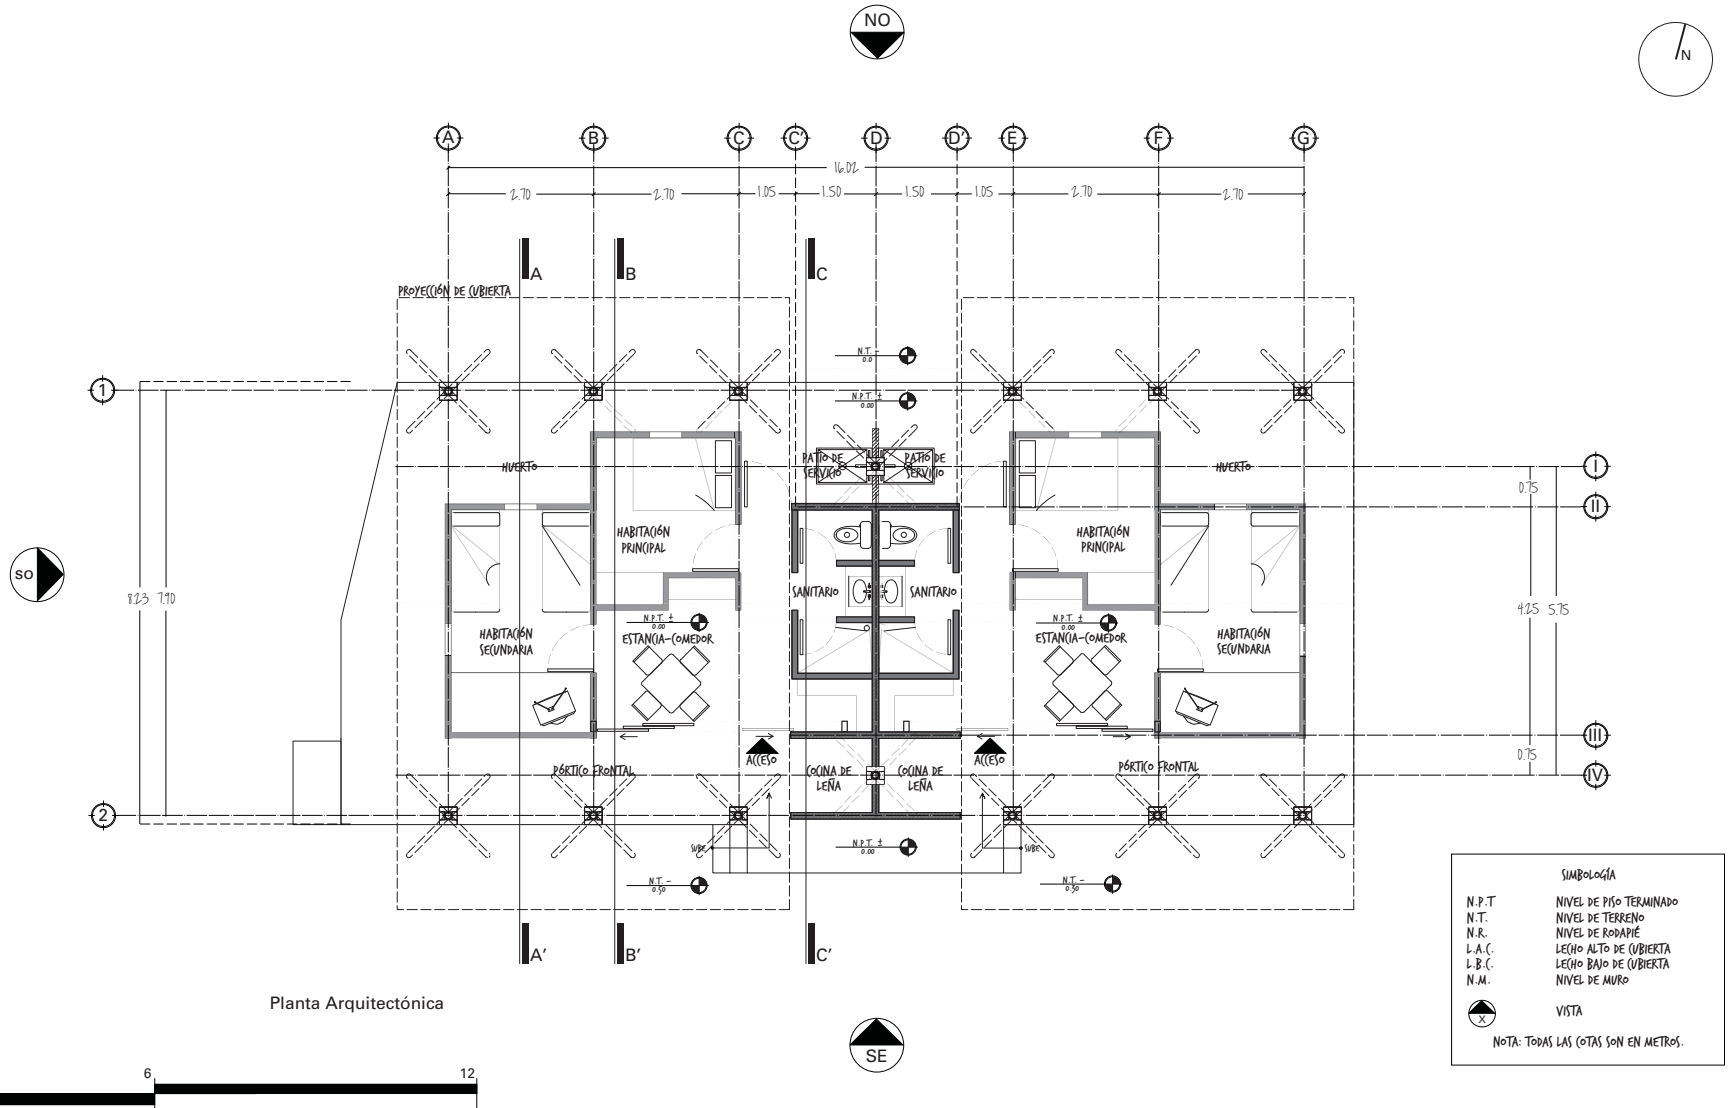 NO
N
A B C C' D D' E F G
16.02
2.70 2.70 1.05 1.50 1.50 1.05 2.70 2.70
A B C
PROYECCIÓN DE CUBIERTA
N.T. -
0.0
1
N.P.T. ±
0.00
HUERTO
PATIO DE
SERVICIO
PATIO DE
SERVICIO
HUERTO
I
0.75
II
HABITACIÓN
PRINCIPAL
HABITACIÓN
PRINCIPAL
SO
SANITARIO
SANITARIO
8.23 7.90
4.25 5.75
N.P.T. ±
0.00
ESTANCIA-COMEDOR
N.P.T. ±
0.00
ESTANCIA-COMEDOR
HABITACIÓN
SECUNDARIA
HABITACIÓN
SECUNDARIA
III
0.75
ACCESO
ACCESO
PÓRTICO FRONTAL
COCINA DE
LEÑA
COCINA DE
LEÑA
PÓRTICO FRONTAL
IV
2
SUBE
N.P.T. ±
0.00
SUBE
N.T. -
0.50
N.T. -
0.30
A' B' C'
SIMBOLOGÍA
N.P.T NIVEL DE PISO TERMINADO
N.T. NIVEL DE TERRENO
N.R. NIVEL DE RODAPIÉ
L.A.C. LECHO ALTO DE CUBIERTA
L.B.C. LECHO BAJO DE CUBIERTA
N.M. NIVEL DE MURO
X VISTA
NOTA: TODAS LAS COTAS SON EN METROS.
Planta Arquitectónica
SE
6 12